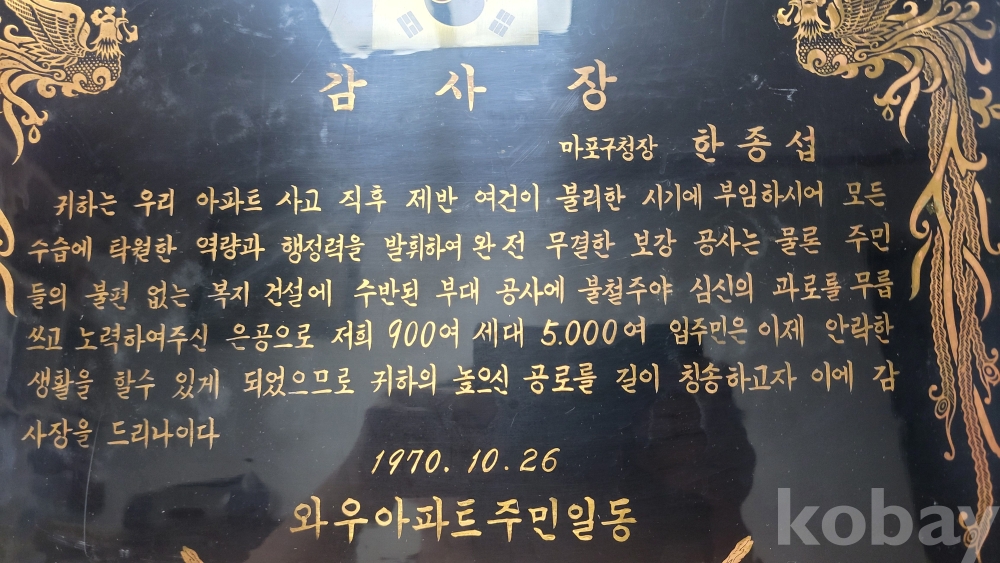 감 사 장
마포구청장 한 종 섭
귀하는 우리 아파트 사고 직후 제반 여건이 불리한 시기에 부임하시어 모든
수습에 탁월한 역량과 행정력을 발휘하여 완전 무결한 보강 공사는 물론 주민
들의 불편 없는 복지 건설에 수반된 부대 공사에 불철주야 심신의 과로를 무릅
쓰고 노력하여주신 은공으로 저희 900여 세대 5.000여 입주민은 이제 안락한
생활을 할수 있게 되었으므로 귀하의 높으신 공로를 길이 칭송하고자 이에 감
사장을 드리나이다
1970. 10. 26
와우아파트주민일동
kobay